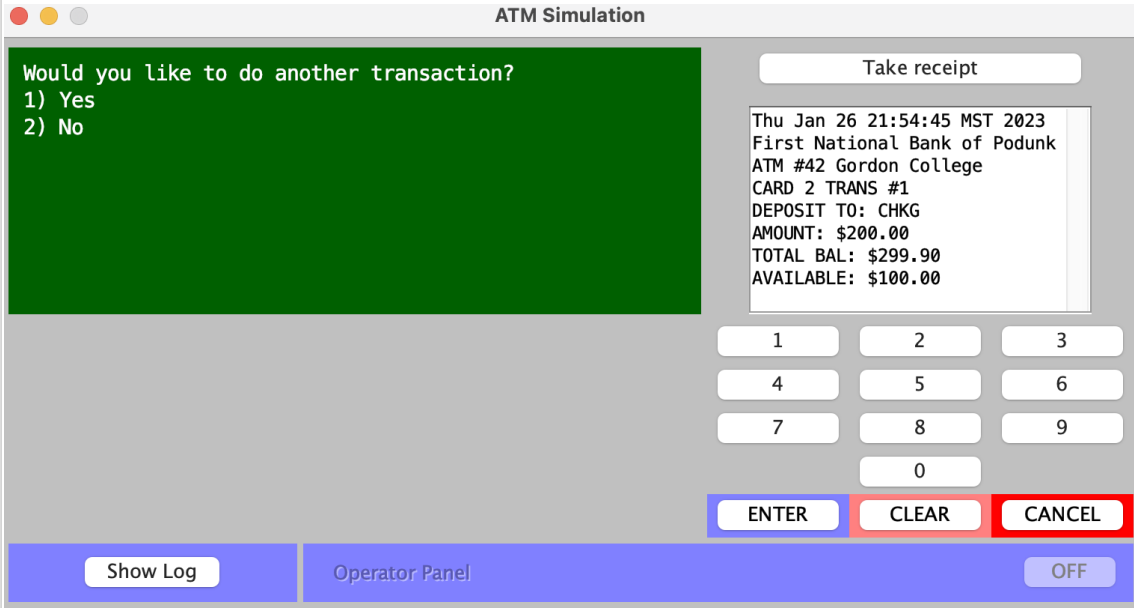 ATM Simulation
Would you like to do another transaction?
1) Yes
2) No
Take receipt
Thu Jan 26 21:54:45 MST 2023
First National Bank of Podunk
ATM #42 Gordon College
CARD 2 TRANS #1
DEPOSIT TO: CHKG
AMOUNT: $200.00
TOTAL BAL: $299.90
AVAILABLE: $100.00
1 2 3
4 5 6
7 8 9
0
ENTER CLEAR CANCEL
Show Log Operator Panel OFF